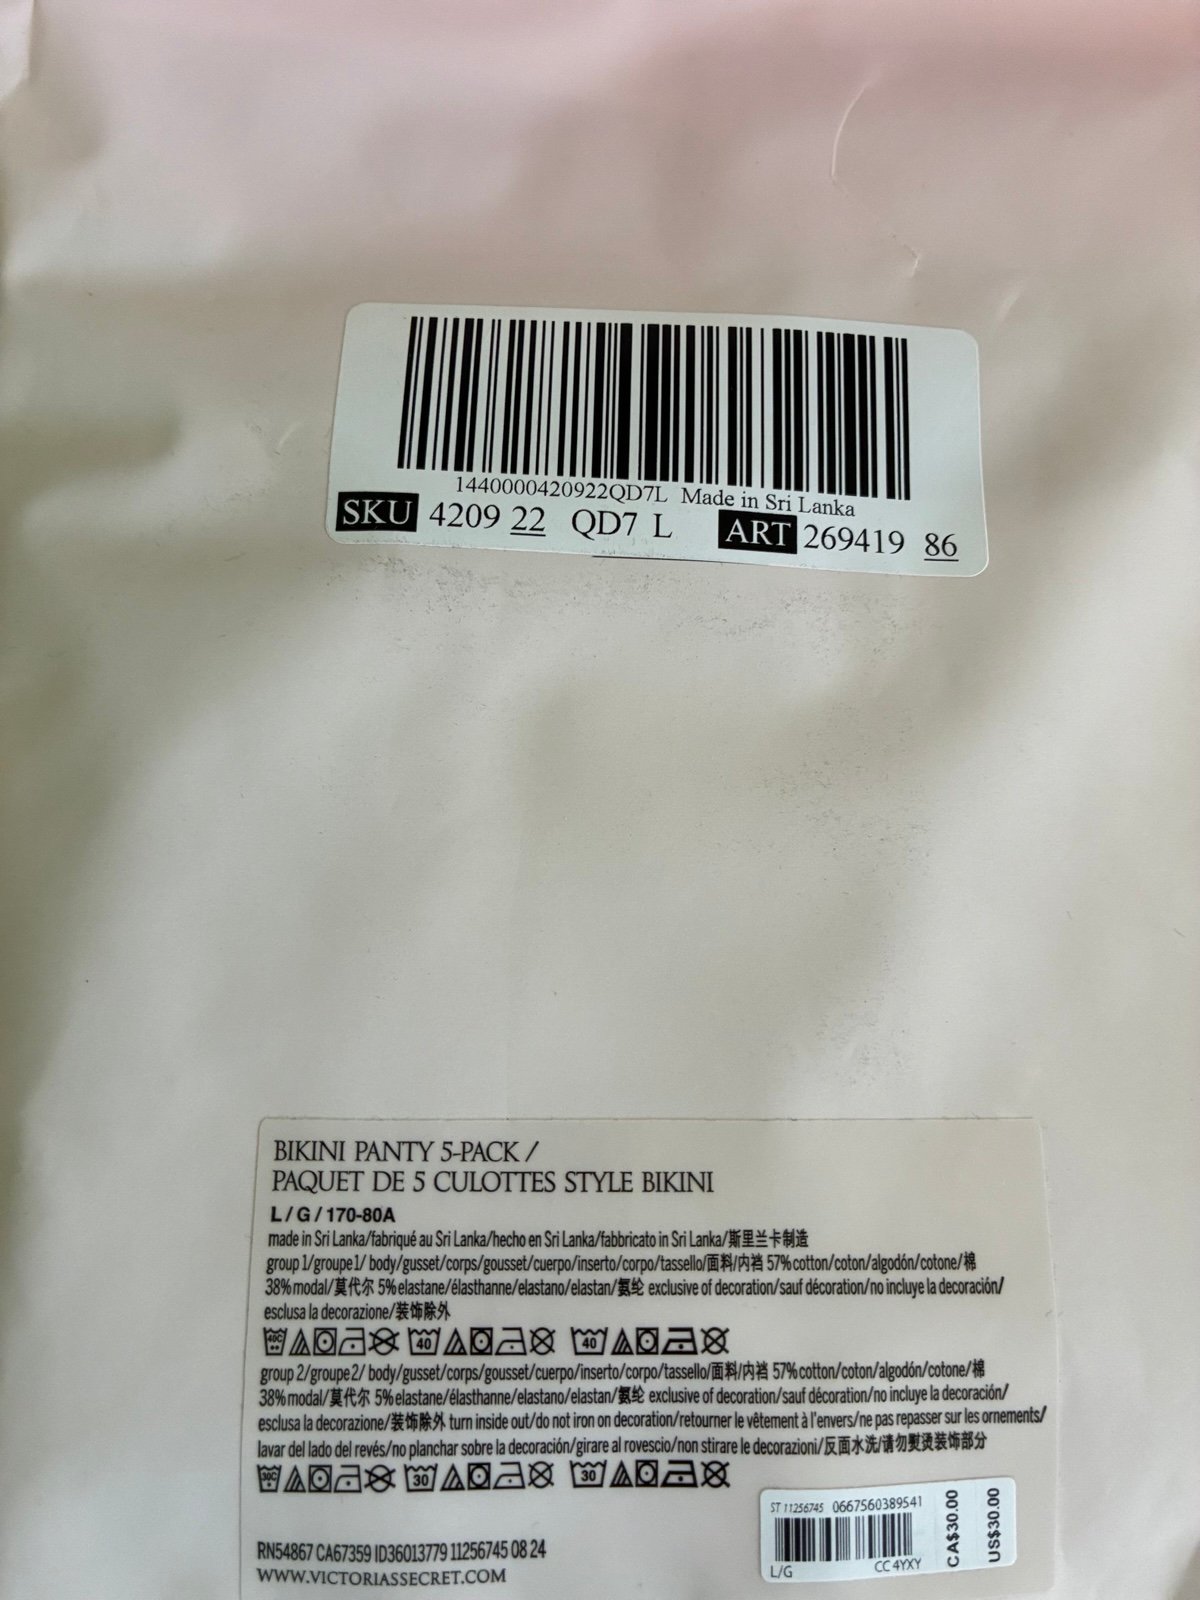 1440000420922QD7L Made in Sri Lanka
SKU 4209 22 QD7 L ART 269419 86
BIKINI PANTY 5-PACK /
PAQUET DE 5 CULOTTES STYLE BIKINI
L / G / 170-80A
made in Sri Lanka/fabriqué au Sri Lanka/hecho en Sri Lanka/fabbricato in Sri Lanka/斯里兰卡制造
group 1/groupe1/ body/gusset/corps/gousset/cuerpo/inserto/corpo/tassello/面料/内裆 57% cotton/coton/algodón/cotone/棉
38% modal/莫代尔 5% elastane/élasthanne/elastano/elastan/氨纶 exclusive of decoration/sauf décoration/no incluye la decoración/
esclusa la decorazione/装饰除外
40C 40 40
group 2/groupe2/ body/gusset/corps/gousset/cuerpo/inserto/corpo/tassello/面料/内裆 57% cotton/coton/algodón/cotone/棉
38% modal/莫代尔 5% elastane/élasthanne/elastano/elastan/氨纶 exclusive of decoration/sauf décoration/no incluye la decoración/
esclusa la decorazione/装饰除外 turn inside out/do not iron on decoration/retourner le vêtement à l'envers/ne pas repasser sur les ornements/
lavar del lado del revés/no planchar sobre la decoración/girare al rovescio/non stirare le decorazioni/反面水洗/请勿熨烫装饰部分
30C 30 30
RN54867 CA67359 ID36013779 11256745 08 24
WWW.VICTORIASSECRET.COM
ST 11256745 0667560389541
L/G CC 4YXY
CA$30.00
US$30.00